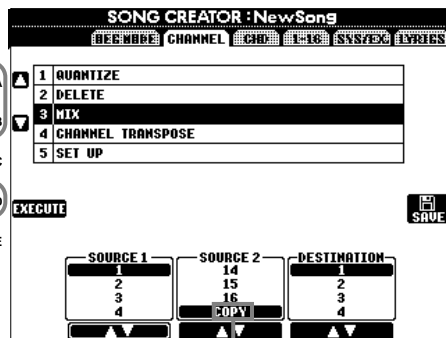 SONG CREATOR : NewSong
REC MODE CHANNEL CHD 1-16 SYS/EX. LYRICS
1 QUANTIZE
2 DELETE
3 MIX
4 CHANNEL TRANSPOSE
5 SET UP
EXECUTE
SAVE
SOURCE 1 SOURCE 2 DESTINATION
1 14 1
2 15 2
3 16 3
4 COPY 4